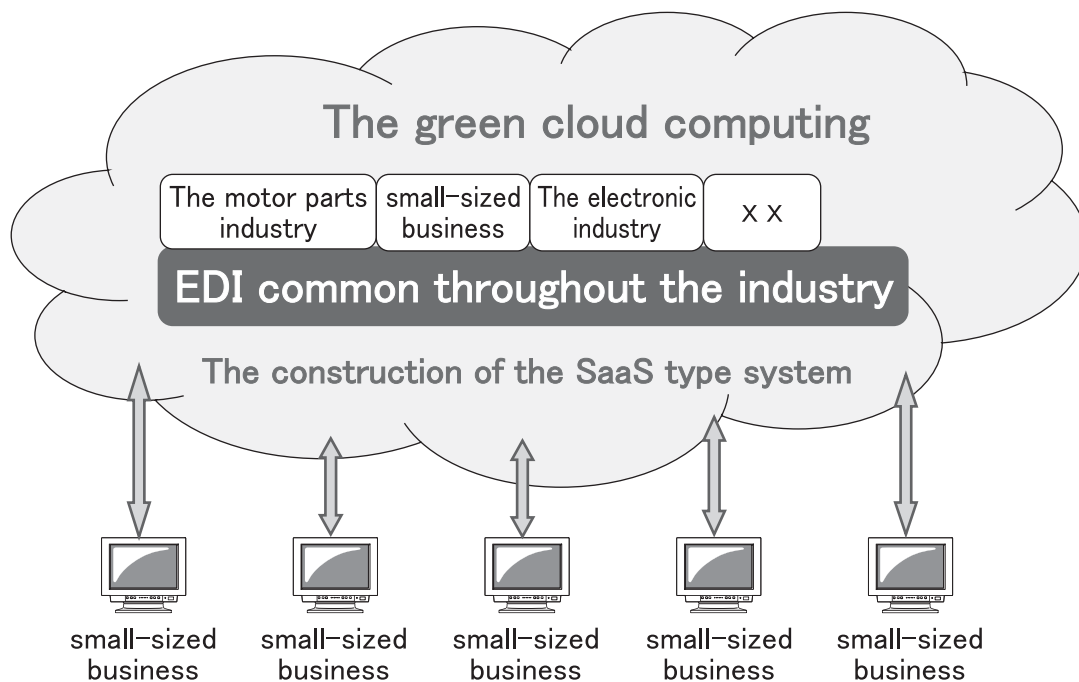 The green cloud computing
The motor parts
industry
small-sized
business
The electronic
industry
x x
EDI common throughout the industry
The construction of the SaaS type system
small-sized
business
small-sized
business
small-sized
business
small-sized
business
small-sized
business